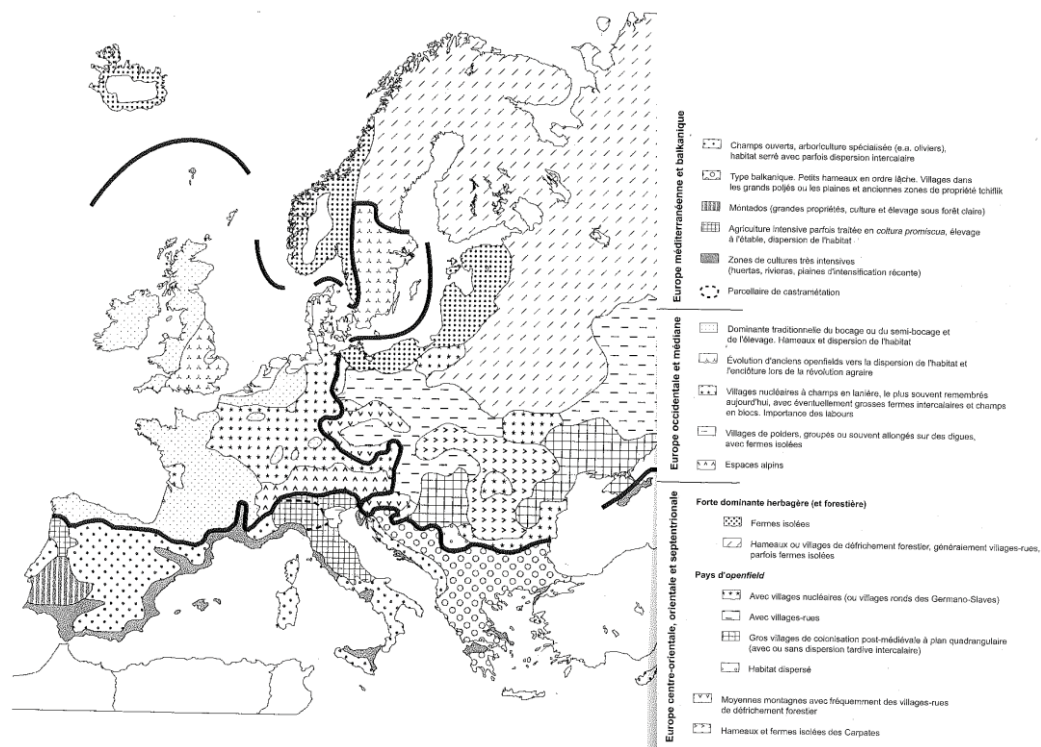 Europe méditerranéenne et balkanique
Champs ouverts, arboriculture spécialisée (e.a. oliviers),
habitat serré avec parfois dispersion intercalaire
Type balkanique. Petits hameaux en ordre lâche. Villages dans
les grands poljés ou les plaines et anciennes zones de propriété tchiflik
Montados (grandes propriétés, culture et élevage sous forêt claire)
Agriculture intensive parfois traitée en coltura promiscua, élevage
à l'étable, dispersion de l'habitat
Zones de cultures très intensives
(huertas, rivieras, plaines d'intensification récente)
Parcellaire de castramétation
Europe occidentale et médiane
Dominante traditionnelle du bocage ou du semi-bocage et
de l'élevage. Hameaux et dispersion de l'habitat
Évolution d'anciens openfields vers la dispersion de l'habitat et
l'enclôture lors de la révolution agraire
Villages nucléaires à champs en lanière, le plus souvent remembrés
aujourd'hui, avec éventuellement grosses fermes intercalaires et champs
en blocs. Importance des labours
Villages de polders, groupés ou souvent allongés sur des digues,
avec fermes isolées
Espaces alpins
Europe centre-orientale, orientale et septentrionale
Forte dominante herbagère (et forestière)
Fermes isolées
Hameaux ou villages de défrichement forestier, généralement villages-rues,
parfois fermes isolées
Pays d'openfield
Avec villages nucléaires (ou villages ronds des Germano-Slaves)
Avec villages-rues
Gros villages de colonisation post-médiévale à plan quadrangulaire
(avec ou sans dispersion tardive intercalaire)
Habitat dispersé
Moyennes montagnes avec fréquemment des villages-rues
de défrichement forestier
Hameaux et fermes isolées des Carpates